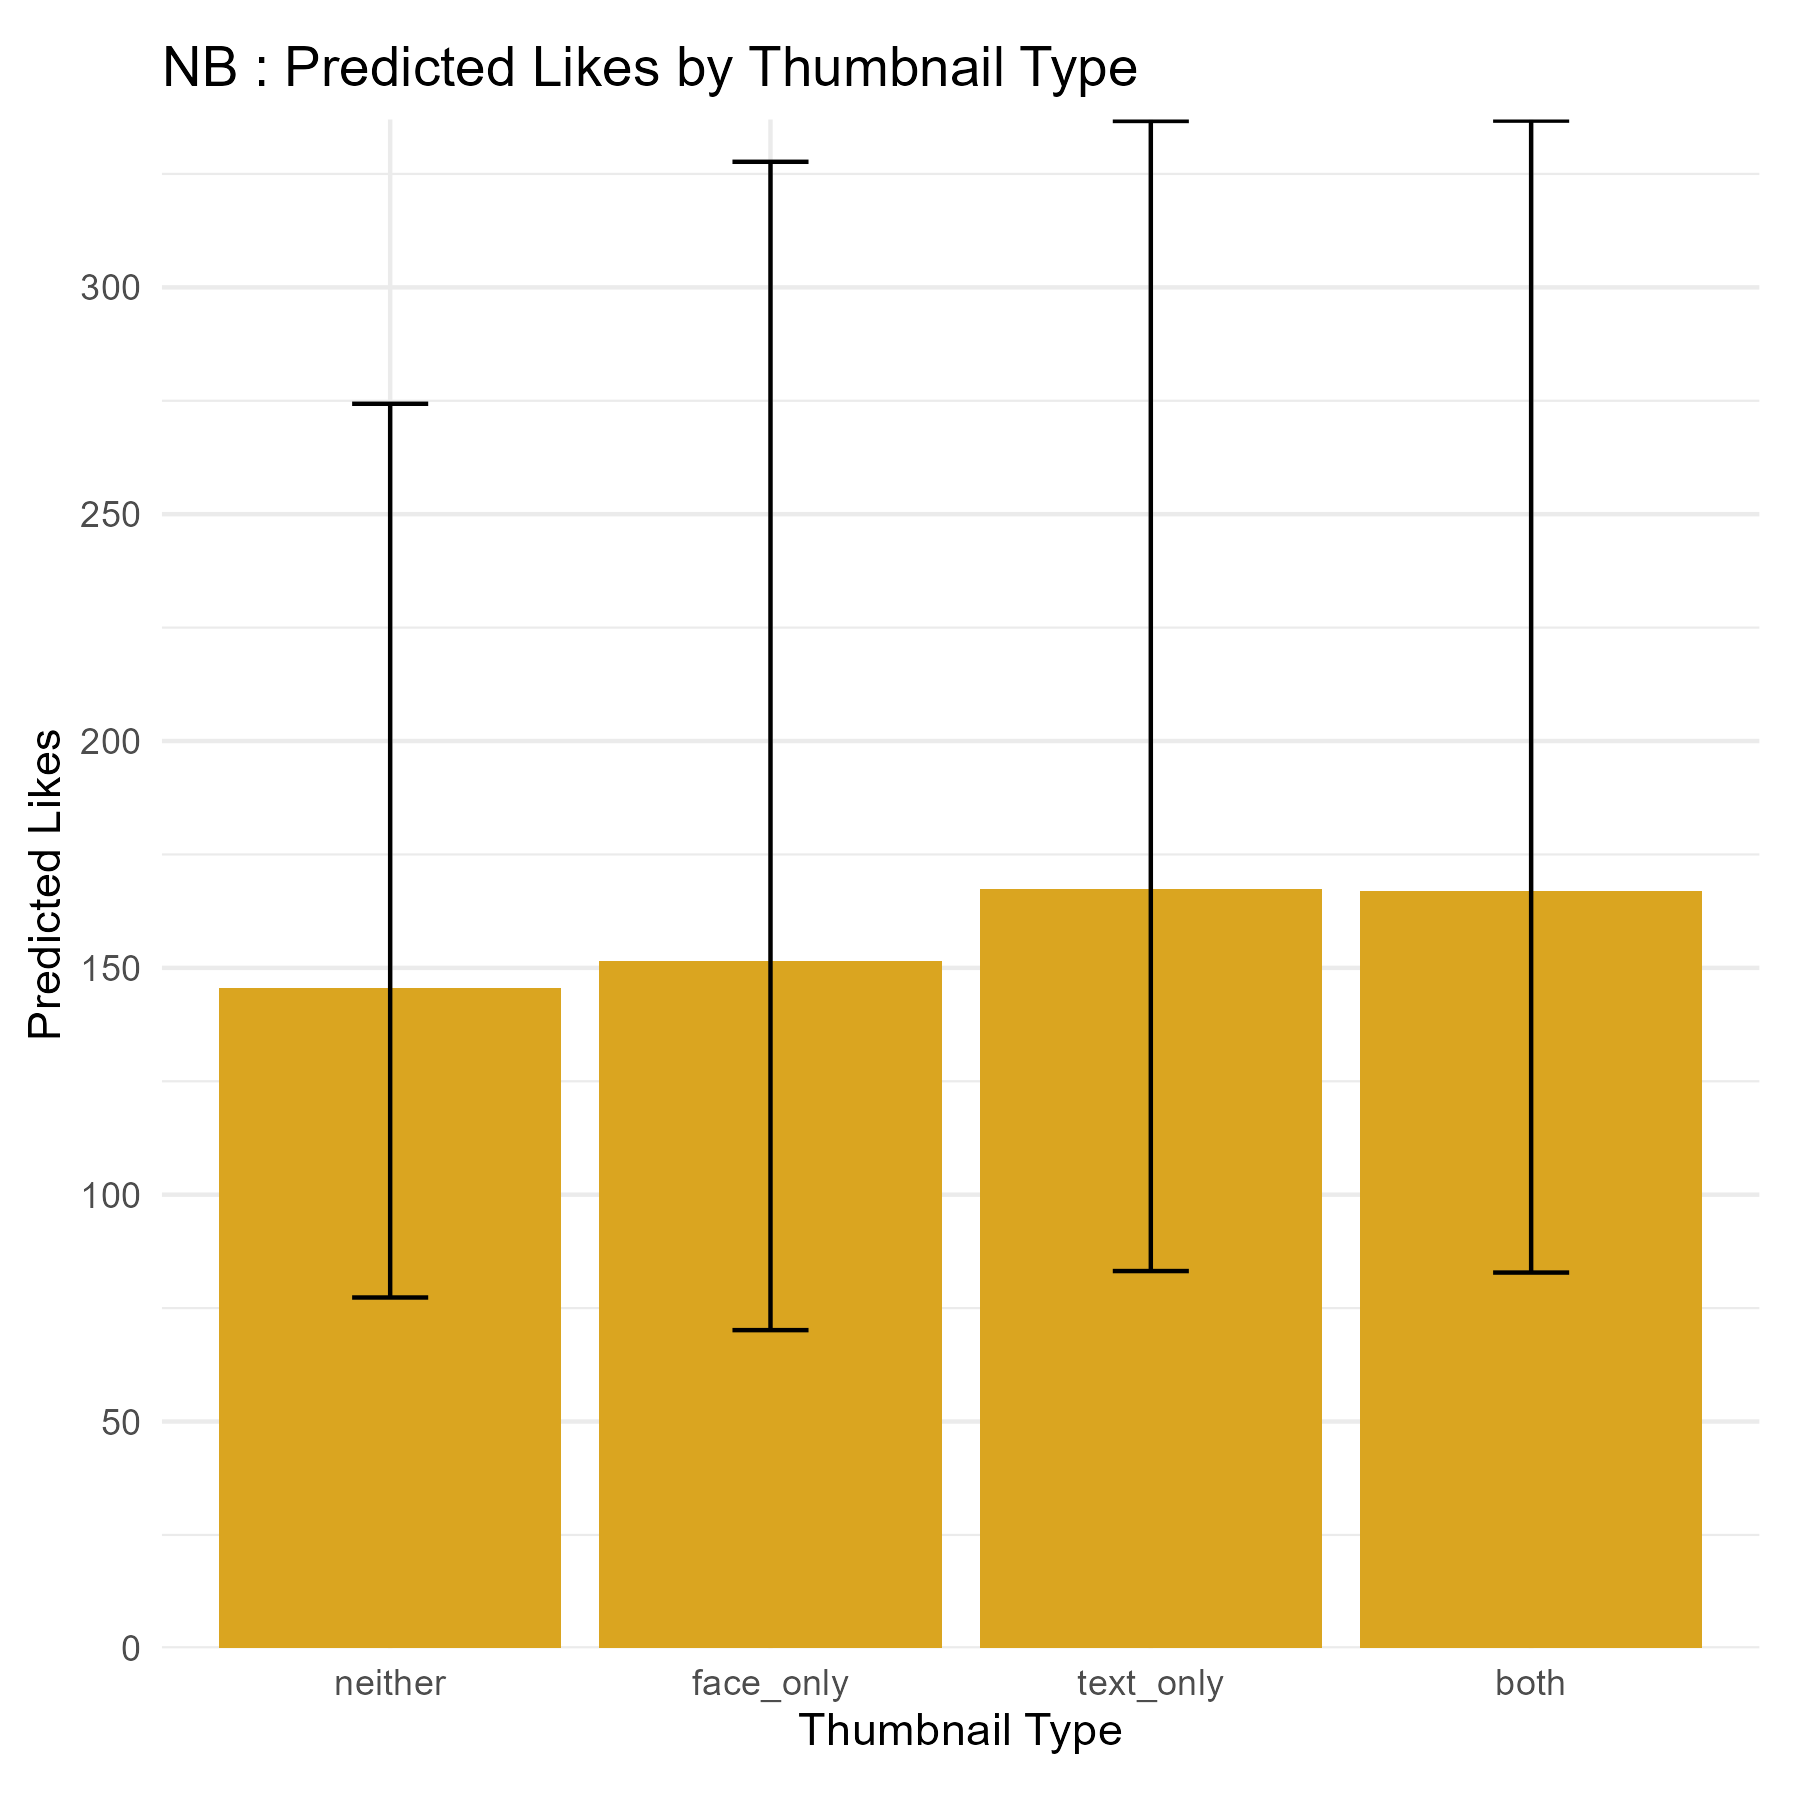 NB : Predicted Likes by Thumbnail Type
Predicted Likes
300
250
200
150
100
50
0
neither face_only text_only both
Thumbnail Type